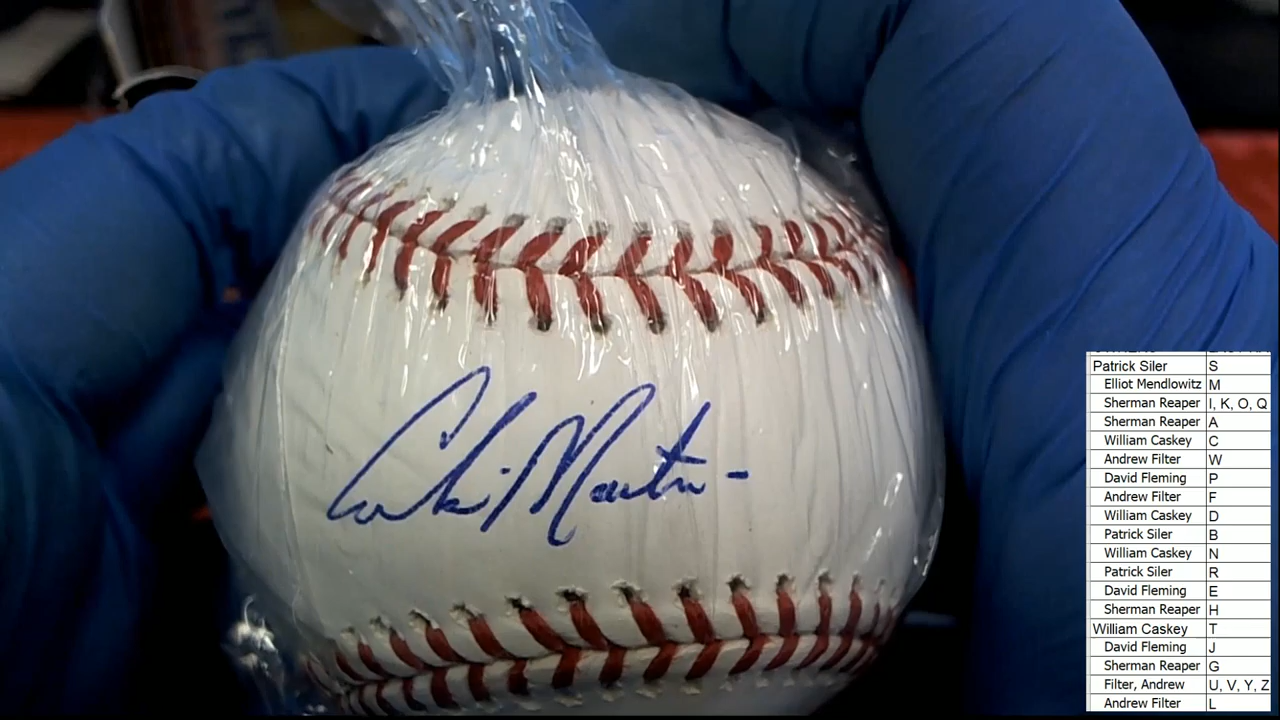 Corbin Martin
Patrick Siler S
Elliot Mendlowitz M
Sherman Reaper I, K, O, Q
Sherman Reaper A
William Caskey C
Andrew Filter W
David Fleming P
Andrew Filter F
William Caskey D
Patrick Siler B
William Caskey N
Patrick Siler R
David Fleming E
Sherman Reaper H
William Caskey T
David Fleming J
Sherman Reaper G
Filter, Andrew U, V, Y, Z
Andrew Filter L